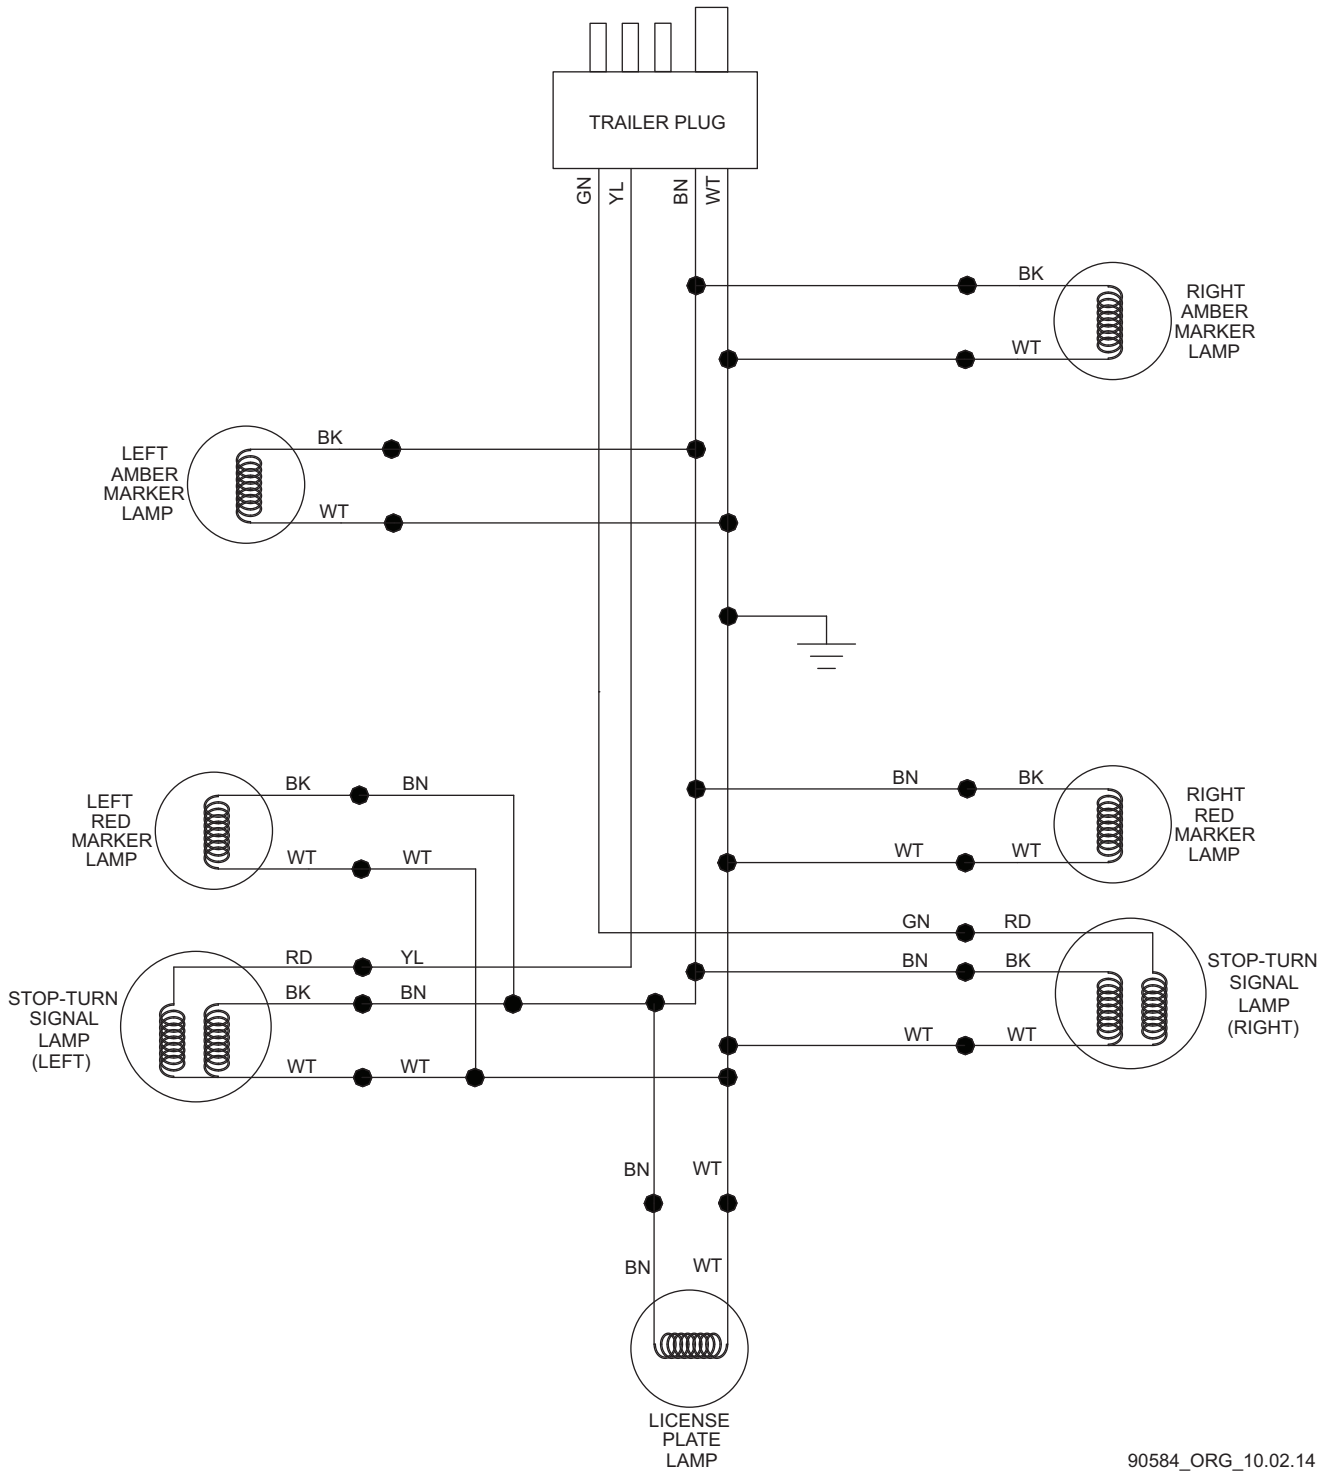 TRAILER PLUG
GN
YL
BN
WT
BK
RIGHT
AMBER
MARKER
LAMP
WT
LEFT
AMBER
MARKER
LAMP
BK
WT
LEFT
RED
MARKER
LAMP
BK
BN
WT
WT
BN
BK
RIGHT
RED
MARKER
LAMP
WT
WT
STOP-TURN
SIGNAL
LAMP
(LEFT)
RD
YL
BK
BN
WT
WT
GN
RD
BN
BK
WT
WT
STOP-TURN
SIGNAL
LAMP
(RIGHT)
BN
WT
BN
WT
LICENSE
PLATE
LAMP
90584_ORG_10.02.14